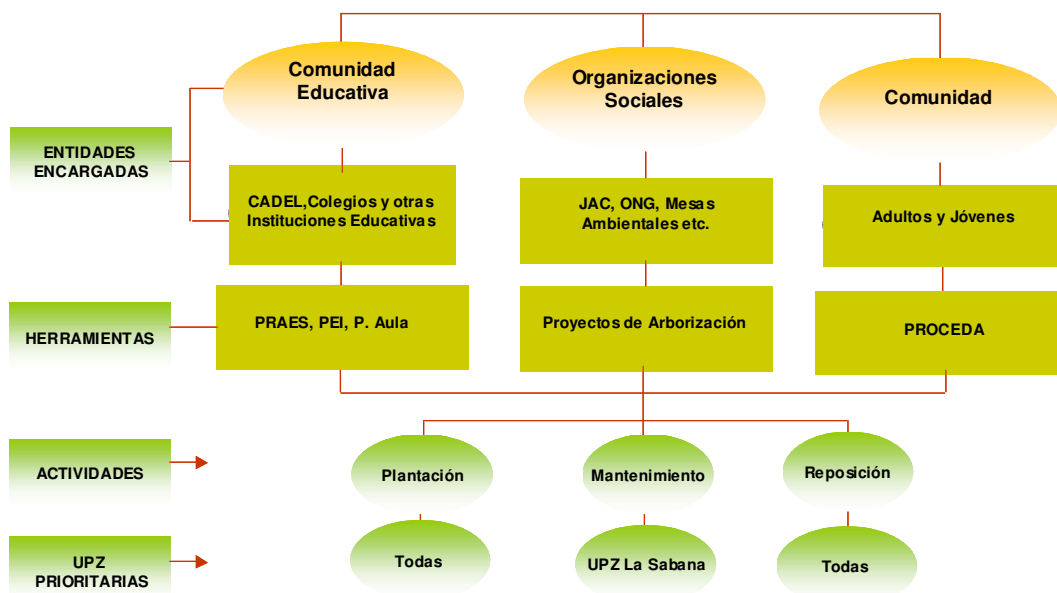 Comunidad
Educativa
Organizaciones
Sociales
Comunidad
ENTIDADES
ENCARGADAS
CADEL,Colegios y otras
Instituciones Educativas
JAC, ONG, Mesas
Ambientales etc.
Adultos y Jóvenes
HERRAMIENTAS
PRAES, PEI, P. Aula
Proyectos de Arborización
PROCEDA
ACTIVIDADES
Plantación
Mantenimiento
Reposición
UPZ
PRIORITARIAS
Todas
UPZ La Sabana
Todas